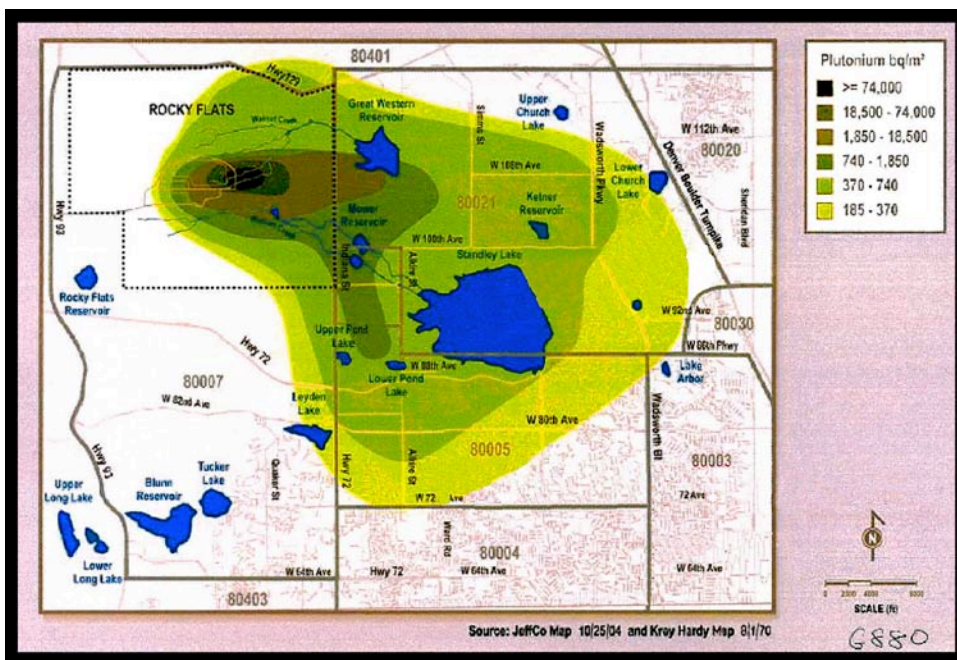 80401
Hwy128
ROCKY FLATS
Great Western
Reservoir
Walnut Creek
Upper
Church
Lake
Simms St
Wadsworth Pkwy
W 112th Ave
80020
W 108th Ave
Lower
Church
Lake
Denver Boulder Turnpike
Sheridan Blvd
80021
Ketner
Reservoir
Mower
Reservoir
Woman Creek
Hwy 93
W 100th Ave
Indiana St
Alkire St
Standley Lake
Rocky Flats
Reservoir
W 92nd Ave
80030
W 86th Pkwy
Upper Pond
Lake
Hwy 72
W 88th Ave
Lower Pond
Lake
Lake
Arbor
80007
W 82nd Ave
Leyden
Lake
W 80th Ave
80005
Wadsworth Bl
80003
Hwy 93
Quaker St
Hwy 72
Alkire St
Upper
Long Lake
Blunn
Reservoir
Tucker
Lake
W 72 Ave
72 Ave
Lower
Long Lake
Ward Rd
80004
W 64th Ave
Hwy 72
W 64th Ave
W 64th Ave
80403
Plutonium bq/m²
>= 74,000
18,500 - 74,000
1,850 - 18,500
740 - 1,850
370 - 740
185 - 370
N
0 2000 4000 8000
SCALE (ft)
Source: JeffCo Map 10/25/04 and Krey Hardy Map 8/1/70
G880